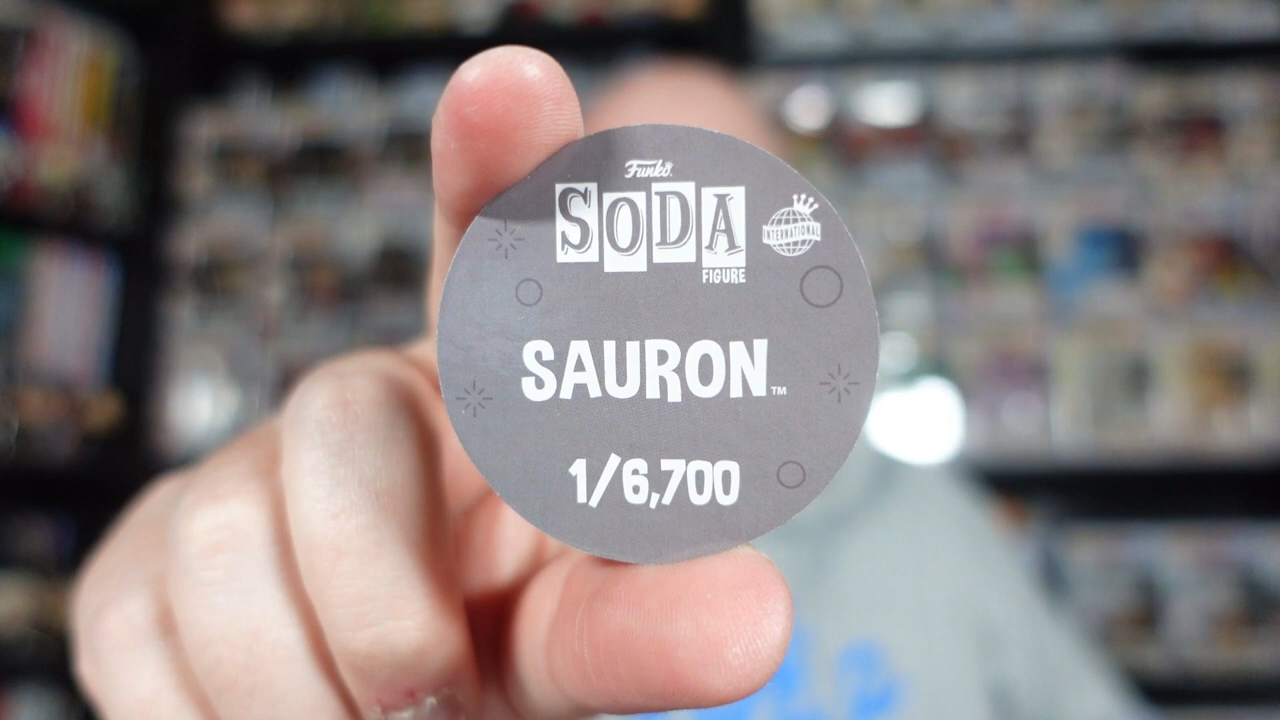 Funko
SODA
FIGURE
INTERNATIONAL
SAURON™
1/6,700